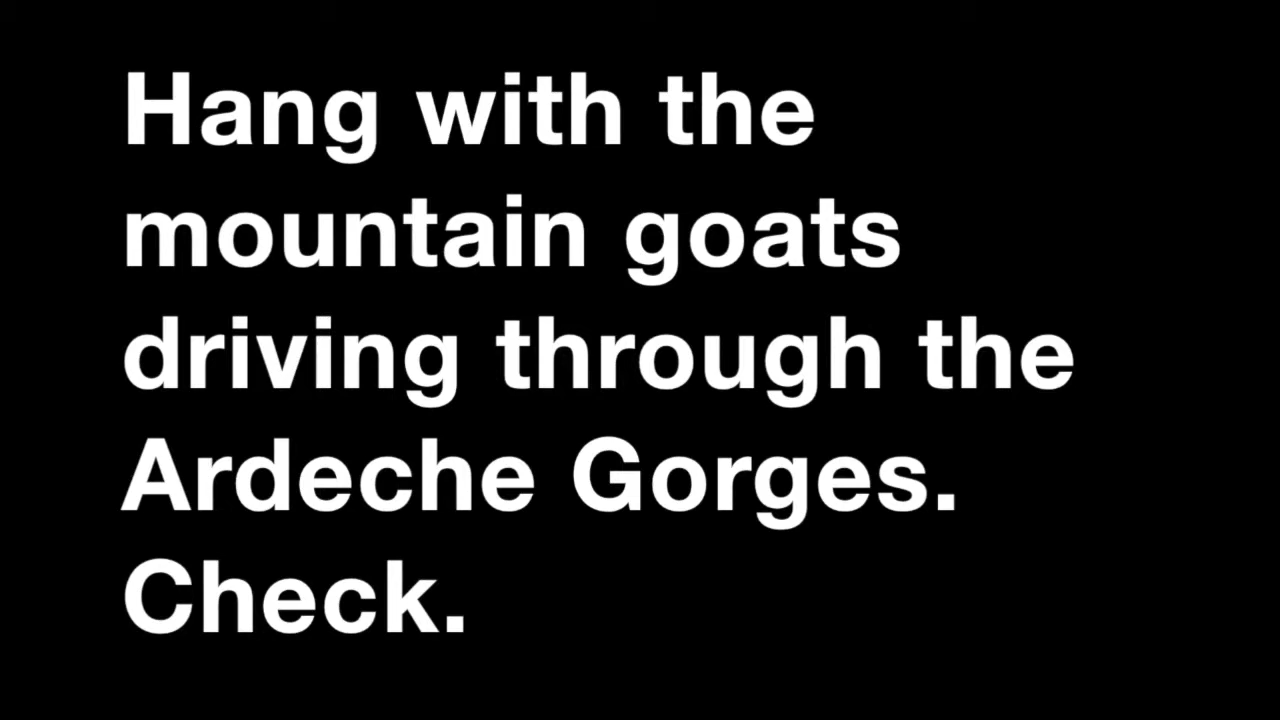 Hang with the
mountain goats
driving through the
Ardeche Gorges.
Check.